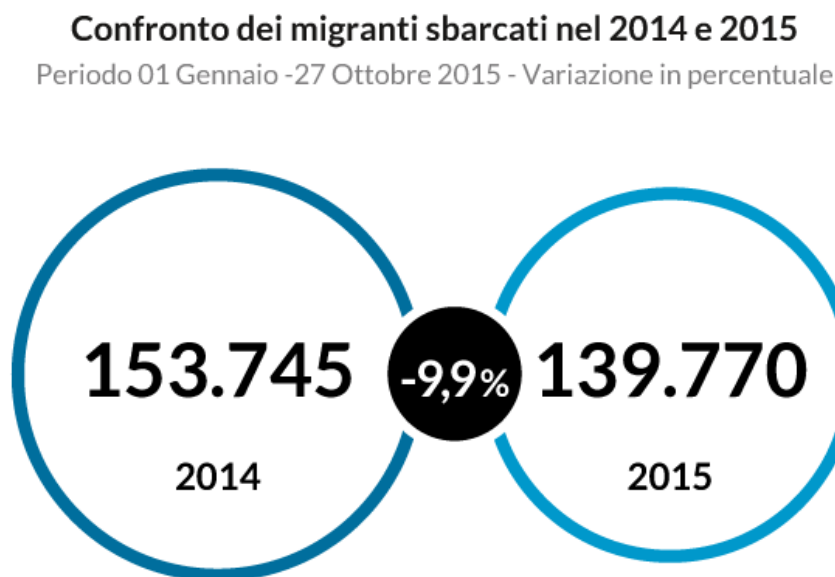 Confronto dei migranti sbarcati nel 2014 e 2015
Periodo 01 Gennaio -27 Ottobre 2015 - Variazione in percentuale
153.745
-9,9%
139.770
2014
2015